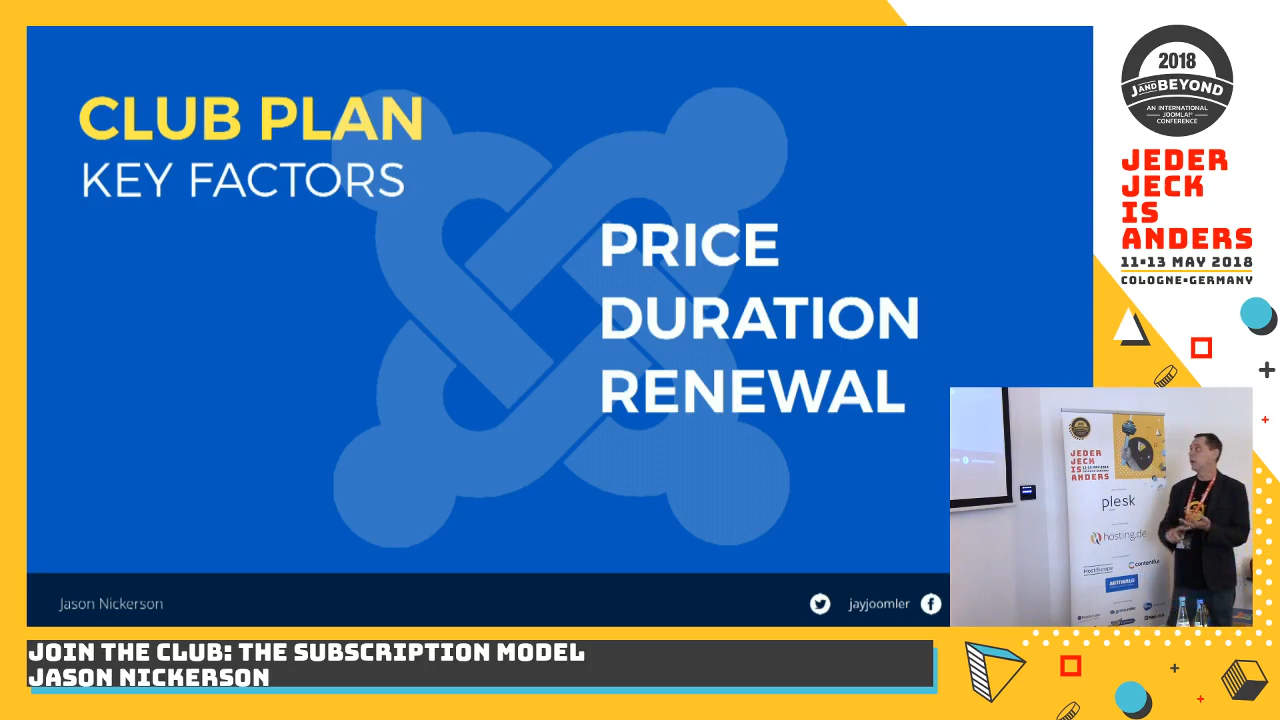 CLUB PLAN
KEY FACTORS
PRICE
DURATION
RENEWAL
Jason Nickerson
jayjoomler
JOIN THE CLUB: THE SUBSCRIPTION MODEL
JASON NICKERSON
2018
J AND BEYOND
AN INTERNATIONAL
JOOMLA!
CONFERENCE
JEDER
JECK
IS
ANDERS
11•13 MAY 2018
COLOGNE•GERMANY
JEDER
JECK
IS
ANDERS
plesk
hosting.de
HostEurope
contentful